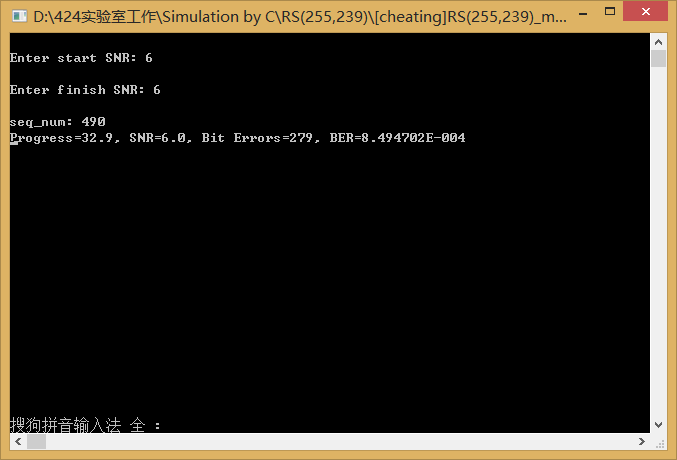 D:\424实验室工作\Simulation by C\RS(255,239)\[cheating]RS(255,239)_m...
Enter start SNR: 6
Enter finish SNR: 6
seq_num: 490
Progress=32.9, SNR=6.0, Bit Errors=279, BER=8.494702E-004
搜狗拼音输入法 全 :